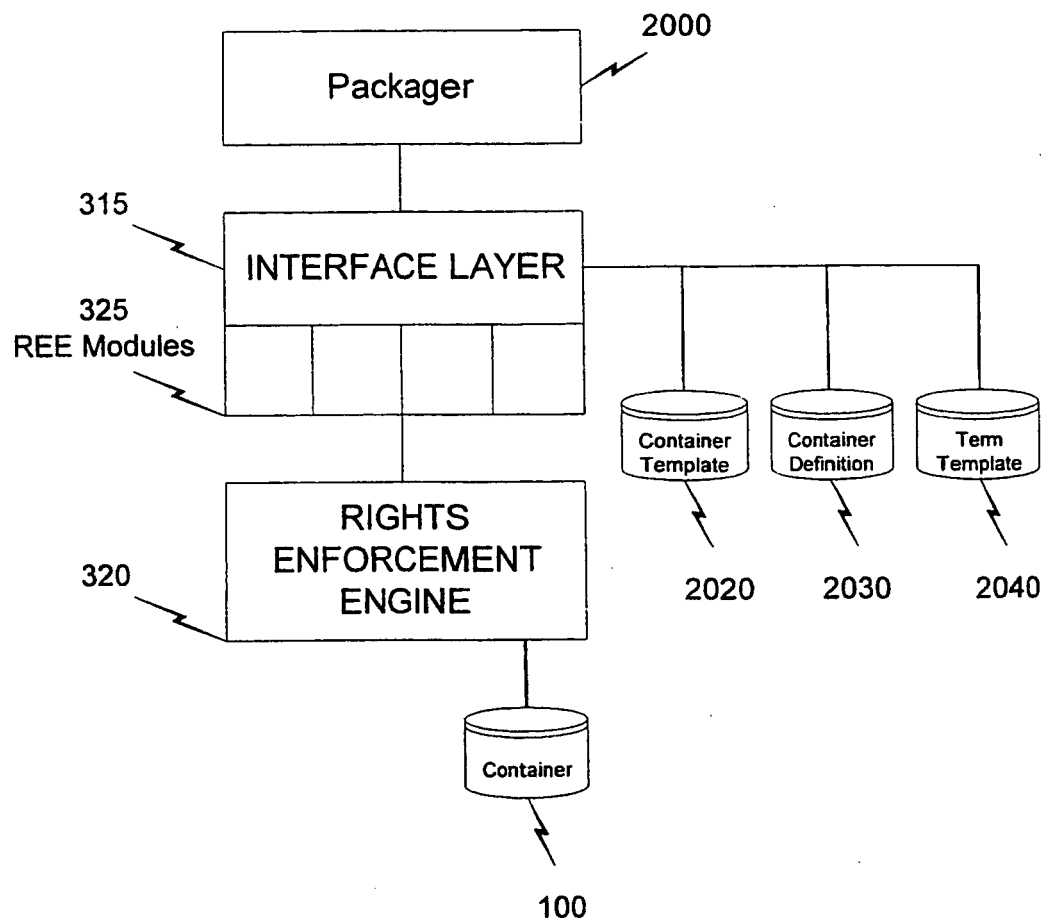 2000
Packager
315
INTERFACE LAYER
325
REE Modules
Container
Template
Container
Definition
Term
Template
RIGHTS
ENFORCEMENT
ENGINE
320
2020
2030
2040
Container
100